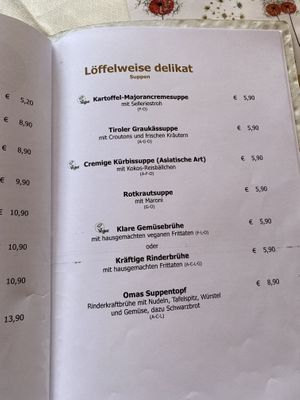 Löffelweise delikat
Suppen
Vegan Kartoffel-Majorancremesuppe € 5,90
mit Selleriestroh
(F-O)
Tiroler Graukässuppe € 5,90
mit Croutons und frischen Kräutern
(A-G-O)
Vegan Cremige Kürbissuppe (Asiatische Art) € 5,90
mit Kokos-Reisbällchen
(A-F-O)
Rotkrautsuppe € 5,90
mit Maroni
(G-O)
Vegan Klare Gemüsebrühe € 5,90
mit hausgemachten veganen Frittaten (F-L-O)
oder
Kräftige Rinderbrühe € 5,90
mit hausgemachten Frittaten (A-C-L-G)
Omas Suppentopf € 8,90
Rinderkraftbrühe mit Nudeln, Tafelspitz, Würstel
und Gemüse, dazu Schwarzbrot
(A-C-L)
€ 5,20
€ 8,90
€ 8,90
€ 9,90
€ 10,90
10,90
10,90
13,90